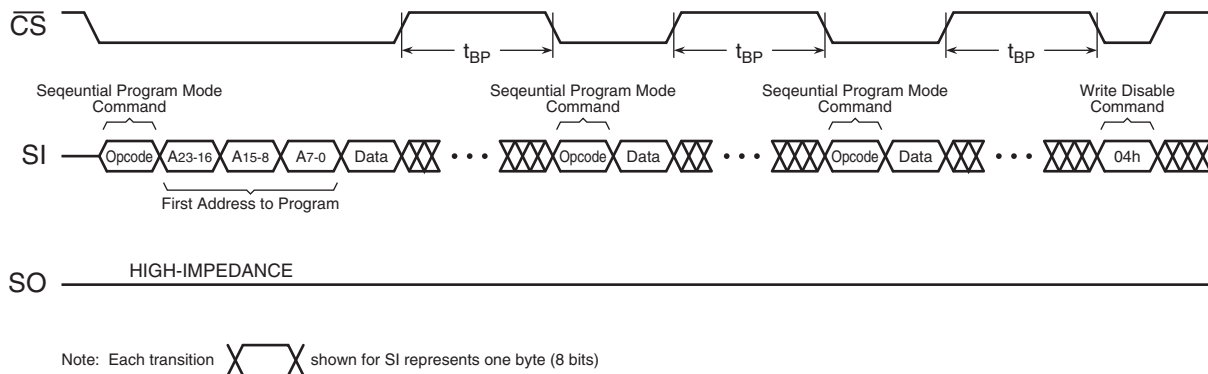 CS
tBP tBP tBP
Seqeuntial Program Mode Command
Seqeuntial Program Mode Command
Seqeuntial Program Mode Command
Write Disable Command
SI
Opcode A23-16 A15-8 A7-0 Data • • • Opcode Data • • • Opcode Data • • • 04h
First Address to Program
HIGH-IMPEDANCE
SO
Note: Each transition shown for SI represents one byte (8 bits)